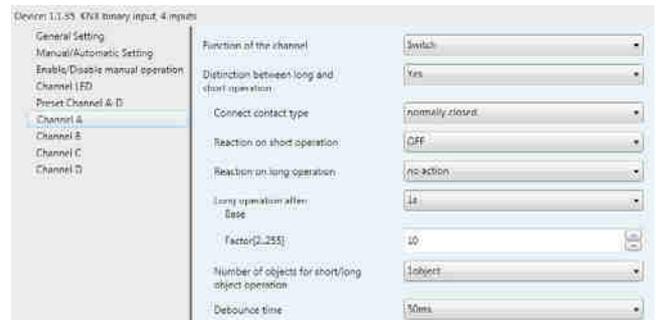 Device: 1.1.35 KNX binary input, 4 inputs
General Setting
Manual/Automatic Setting
Enable/Disable manual operation
Channel LED
Preset Channel A-D
Channel A
Channel B
Channel C
Channel D
Function of the channel
Switch
Distinction between long and
short operation
Yes
Connect contact type
normally closed
Reaction on short operation
OFF
Reaction on long operation
no action
Long operation after:
Base
1s
Factor[2..255]
10
Number of objects for short/long
object operation
1object
Debounce time
50ms